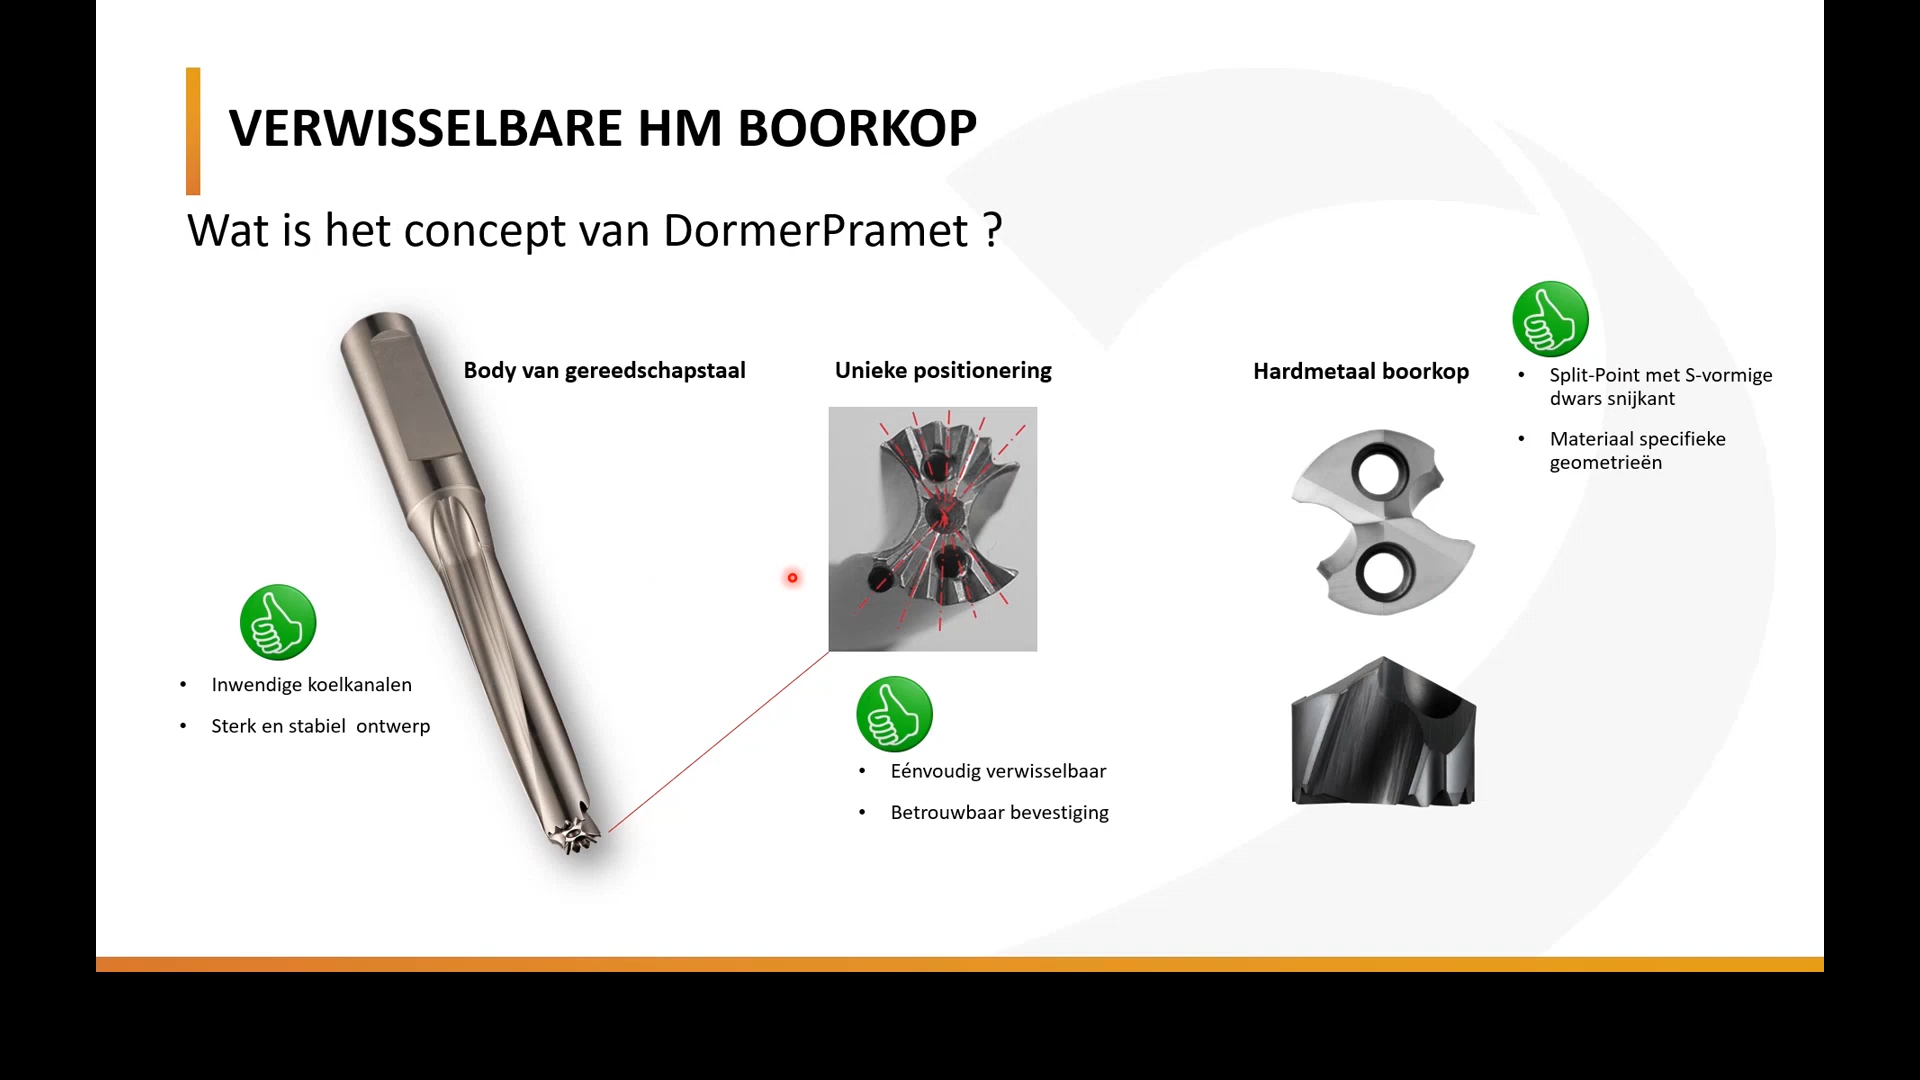 VERWISSELBARE HM BOORKOP
Wat is het concept van DormerPramet ?
Body van gereedschapstaal
• Inwendige koelkanalen
• Sterk en stabiel  ontwerp
Unieke positionering
• Eénvoudig verwisselbaar
• Betrouwbaar bevestiging
Hardmetaal boorkop
• Split-Point met S-vormige
dwars snijkant
• Materiaal specifieke
geometrieën